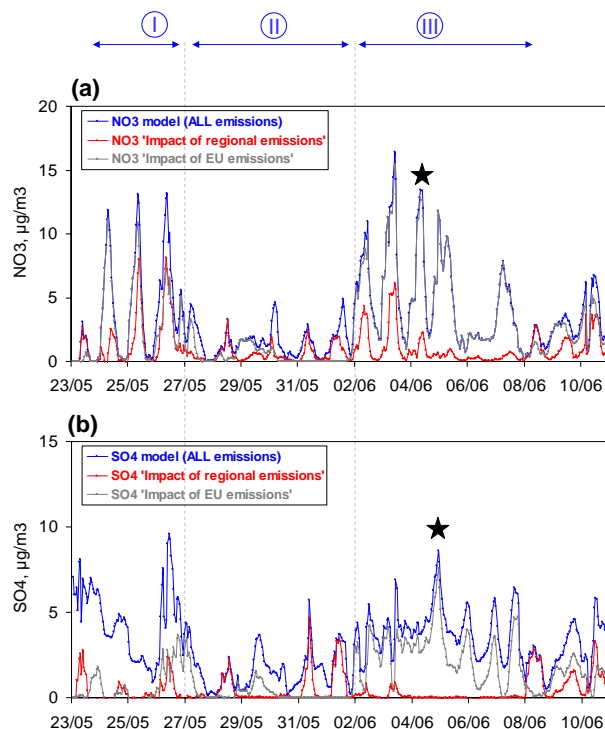 I II III
(a)
20
15
10
5
0
NO3, µg/m3
NO3 model (ALL emissions)
NO3 'Impact of regional emissions'
NO3 'Impact of EU emissions'
23/05 25/05 27/05 29/05 31/05 02/06 04/06 06/06 08/06 10/06
(b)
15
10
5
0
SO4, µg/m3
SO4 model (ALL emissions)
SO4 'Impact of regional emissions'
SO4 'Impact of EU emissions'
23/05 25/05 27/05 29/05 31/05 02/06 04/06 06/06 08/06 10/06